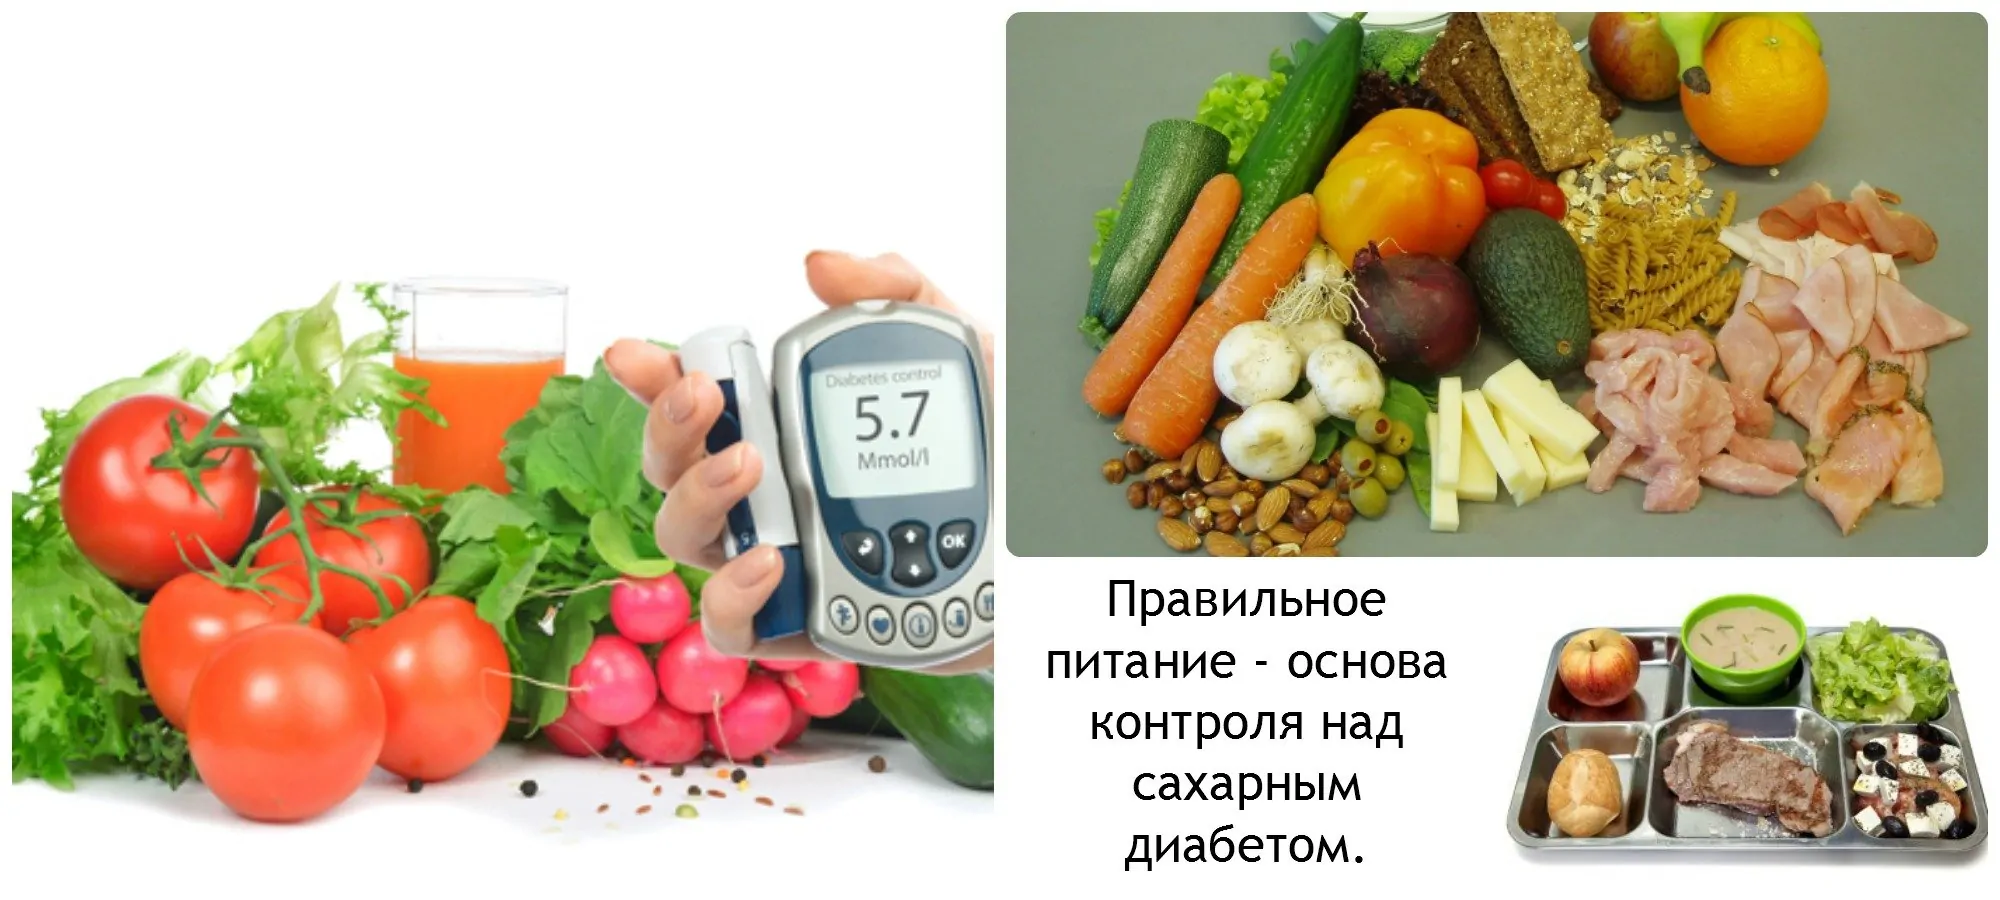 Diabetes control
5.7
Mmol/l
OK
Правильное
питание - основа
контроля над
сахарным
диабетом.